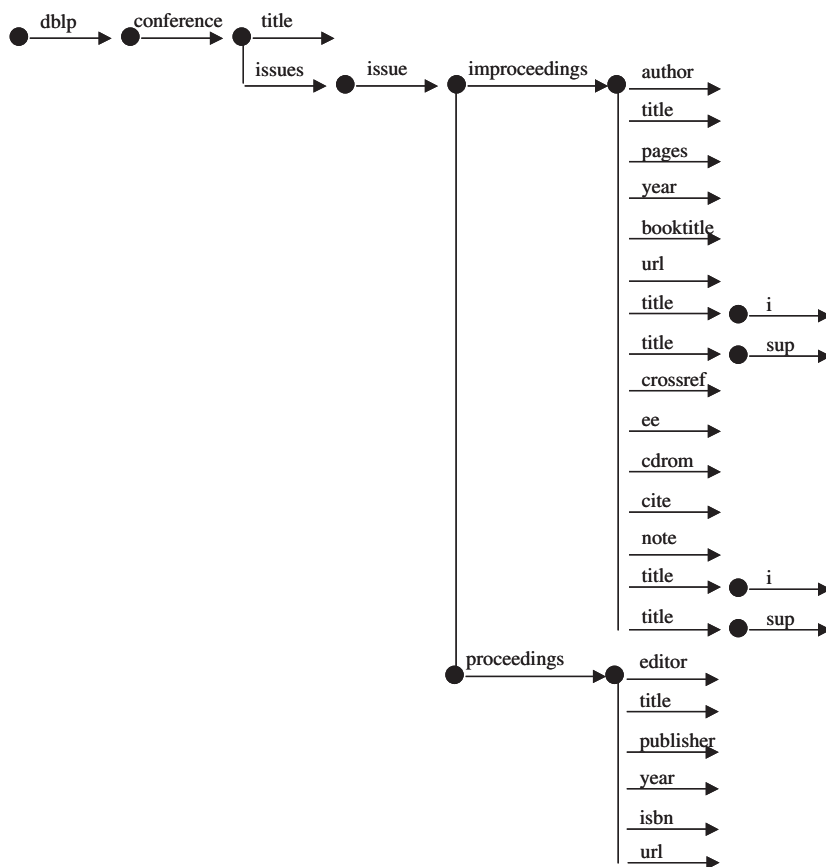 dblp conference title
issues issue improceedings author
title
pages
year
booktitle
url
title i
title sup
crossref
ee
cdrom
cite
note
title i
title sup
proceedings editor
title
publisher
year
isbn
url